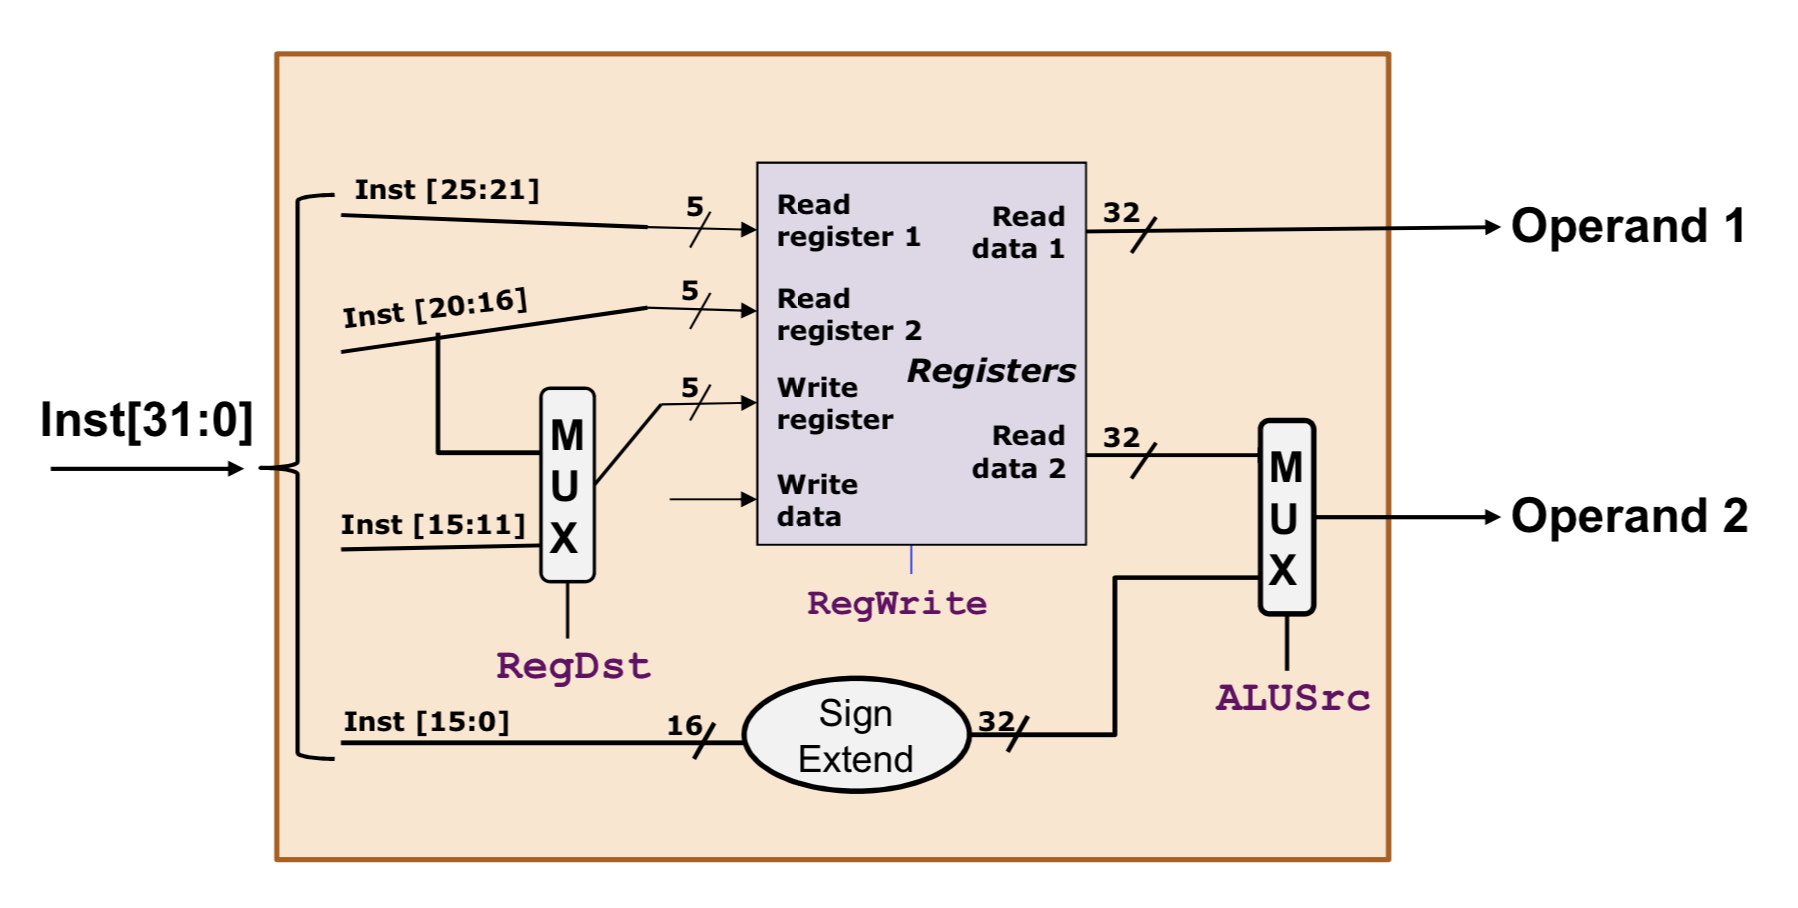 Inst [25:21]
5
Read
register 1
Read
data 1
32
Operand 1
Inst [20:16]
5
Read
register 2
Registers
Inst[31:0]
M
U
X
5
Write
register
Read
data 2
32
M
U
X
Operand 2
Inst [15:11]
Write
data
RegWrite
RegDst
ALUSrc
Inst [15:0]
16
Sign
Extend
32